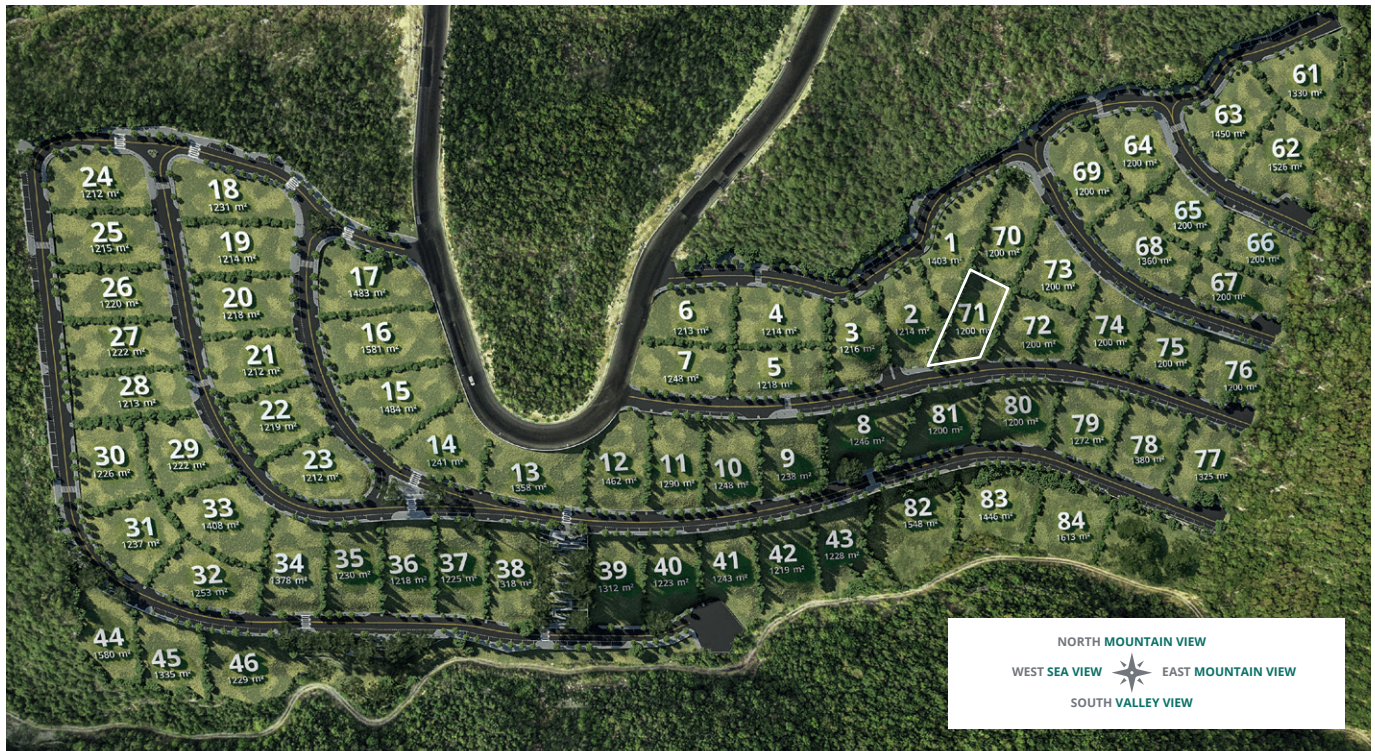 61
1330 m²
63
1450 m²
62
1526 m²
64
1200 m²
69
1200 m²
65
1200 m²
66
1200 m²
68
1360 m²
67
1200 m²
24
1212 m²
18
1231 m²
25
1215 m²
19
1214 m²
17
1483 m²
26
1220 m²
20
1218 m²
16
1581 m²
27
1222 m²
21
1212 m²
15
1484 m²
28
1213 m²
22
1219 m²
14
1241 m²
30
1226 m²
29
1222 m²
23
1212 m²
13
1358 m²
1
1403 m²
70
1200 m²
73
1200 m²
6
1213 m²
4
1214 m²
3
1216 m²
2
1214 m²
71
1200 m²
72
1200 m²
74
1200 m²
75
1200 m²
76
1200 m²
7
1248 m²
5
1218 m²
12
1462 m²
11
1290 m²
10
1248 m²
9
1238 m²
8
1246 m²
81
1200 m²
80
1200 m²
79
1272 m²
78
1380 m²
77
1325 m²
31
1237 m²
33
1408 m²
32
1253 m²
34
1378 m²
35
1230 m²
36
1218 m²
37
1225 m²
38
1318 m²
39
1312 m²
40
1223 m²
41
1243 m²
42
1219 m²
43
1228 m²
82
1548 m²
83
1446 m²
84
1613 m²
44
1580 m²
45
1335 m²
46
1229 m²
NORTH MOUNTAIN VIEW
WEST SEA VIEW EAST MOUNTAIN VIEW
SOUTH VALLEY VIEW